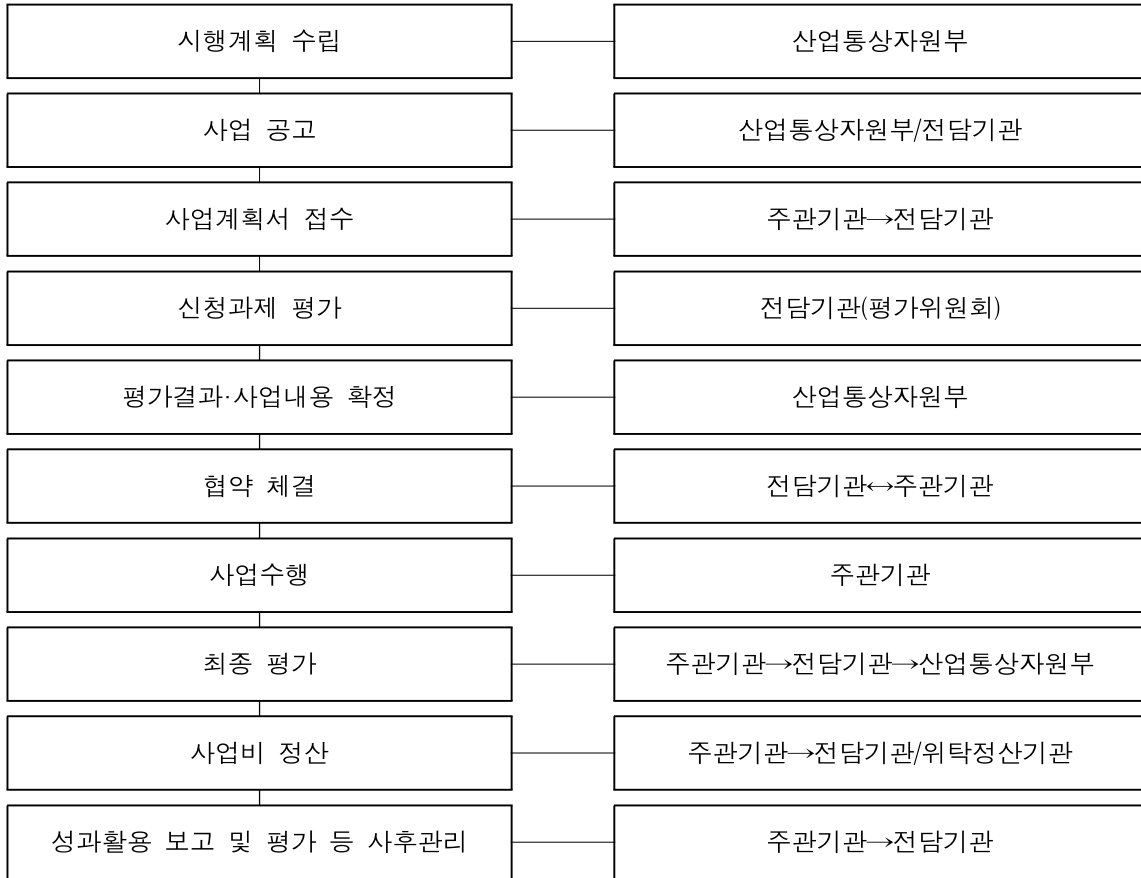 시행계획 수립
산업통상자원부
사업 공고
산업통상자원부/전담기관
사업계획서 접수
주관기관→전담기관
신청과제 평가
전담기관(평가위원회)
평가결과·사업내용 확정
산업통상자원부
협약 체결
전담기관↔주관기관
사업수행
주관기관
최종 평가
주관기관→전담기관→산업통상자원부
사업비 정산
주관기관→전담기관/위탁정산기관
성과활용 보고 및 평가 등 사후관리
주관기관→전담기관